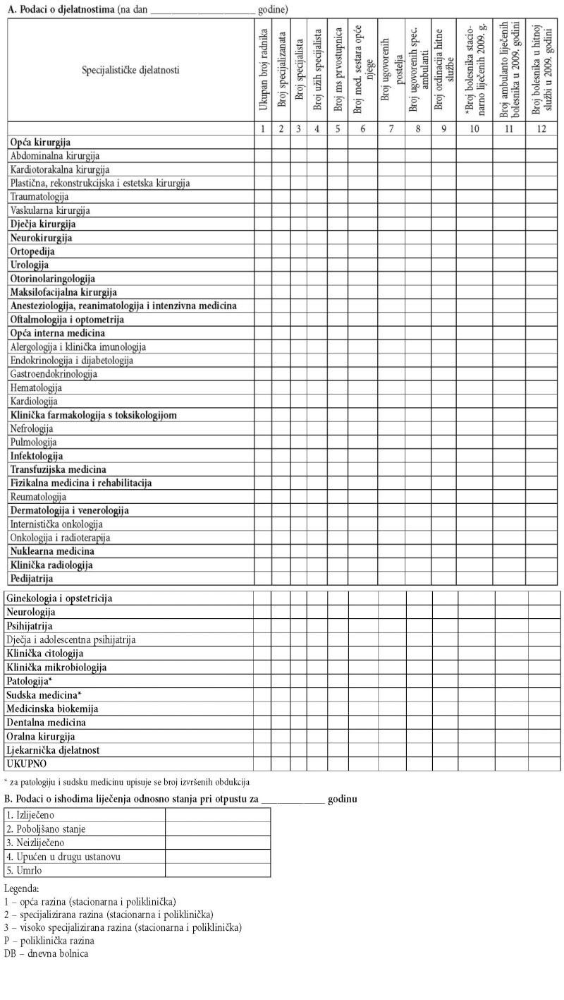 A. Podaci o djelatnostima (na dan ____________________ godine)
Specijalističke djelatnosti
Ukupan broj radnika
Broj specijalizanata
Broj specijalista
Broj užih specijalista
Broj ms prvostupnica
Broj med. sestara opće
njege
Broj ugovorenih
postelja
Broj ugovorenih spec.
ambulanti
Broj ordinacija hitne
službe
*Broj bolesnika stacio-
narno liječenih 2009. g.
Broj ambulanto liječenih
bolesnika u 2009. godini
Broj bolesnika u hitnoj
službi u 2009. godini
1 2 3 4 5 6 7 8 9 10 11 12
Opća kirurgija
Abdominalna kirurgija
Kardiotorakalna kirurgija
Plastična, rekonstrukcijska i estetska kirurgija
Traumatologija
Vaskularna kirurgija
Dječja kirurgija
Neurokirurgija
Ortopedija
Urologija
Otorinolaringologija
Maksilofacijalna kirurgija
Anesteziologija, reanimatologija i intenzivna medicina
Oftalmologija i optometrija
Opća interna medicina
Alergologija i klinička imunologija
Endokrinologija i dijabetologija
Gastroendokrinologija
Hematologija
Kardiologija
Klinička farmakologija s toksikologijom
Nefrologija
Pulmologija
Infektologija
Transfuzijska medicina
Fizikalna medicina i rehabilitacija
Reumatologija
Dermatologija i venerologija
Internistička onkologija
Onkologija i radioterapija
Nuklearna medicina
Klinička radiologija
Pedijatrija
Ginekologia i opstetricija
Neurologija
Psihijatrija
Dječja i adolescentna psihijatrija
Klinička citologija
Klinička mikrobiologija
Patologija*
Sudska medicina*
Medicinska biokemija
Dentalna medicina
Oralna kirurgija
Ljekarnička djelatnost
UKUPNO
* za patologiju i sudsku medicinu upisuje se broj izvršenih obdukcija
B. Podaci o ishodima liječenja odnosno stanja pri otpustu za _____________ godinu
1. Izliječeno
2. Poboljšano stanje
3. Neizliječeno
4. Upućen u drugu ustanovu
5. Umrlo
Legenda:
1 – opća razina (stacionarna i poliklinička)
2 – specijalizirana razina (stacionarna i poliklinička)
3 – visoko specijalizirana razina (stacionarna i poliklinička)
P – poliklinička razina
DB – dnevna bolnica